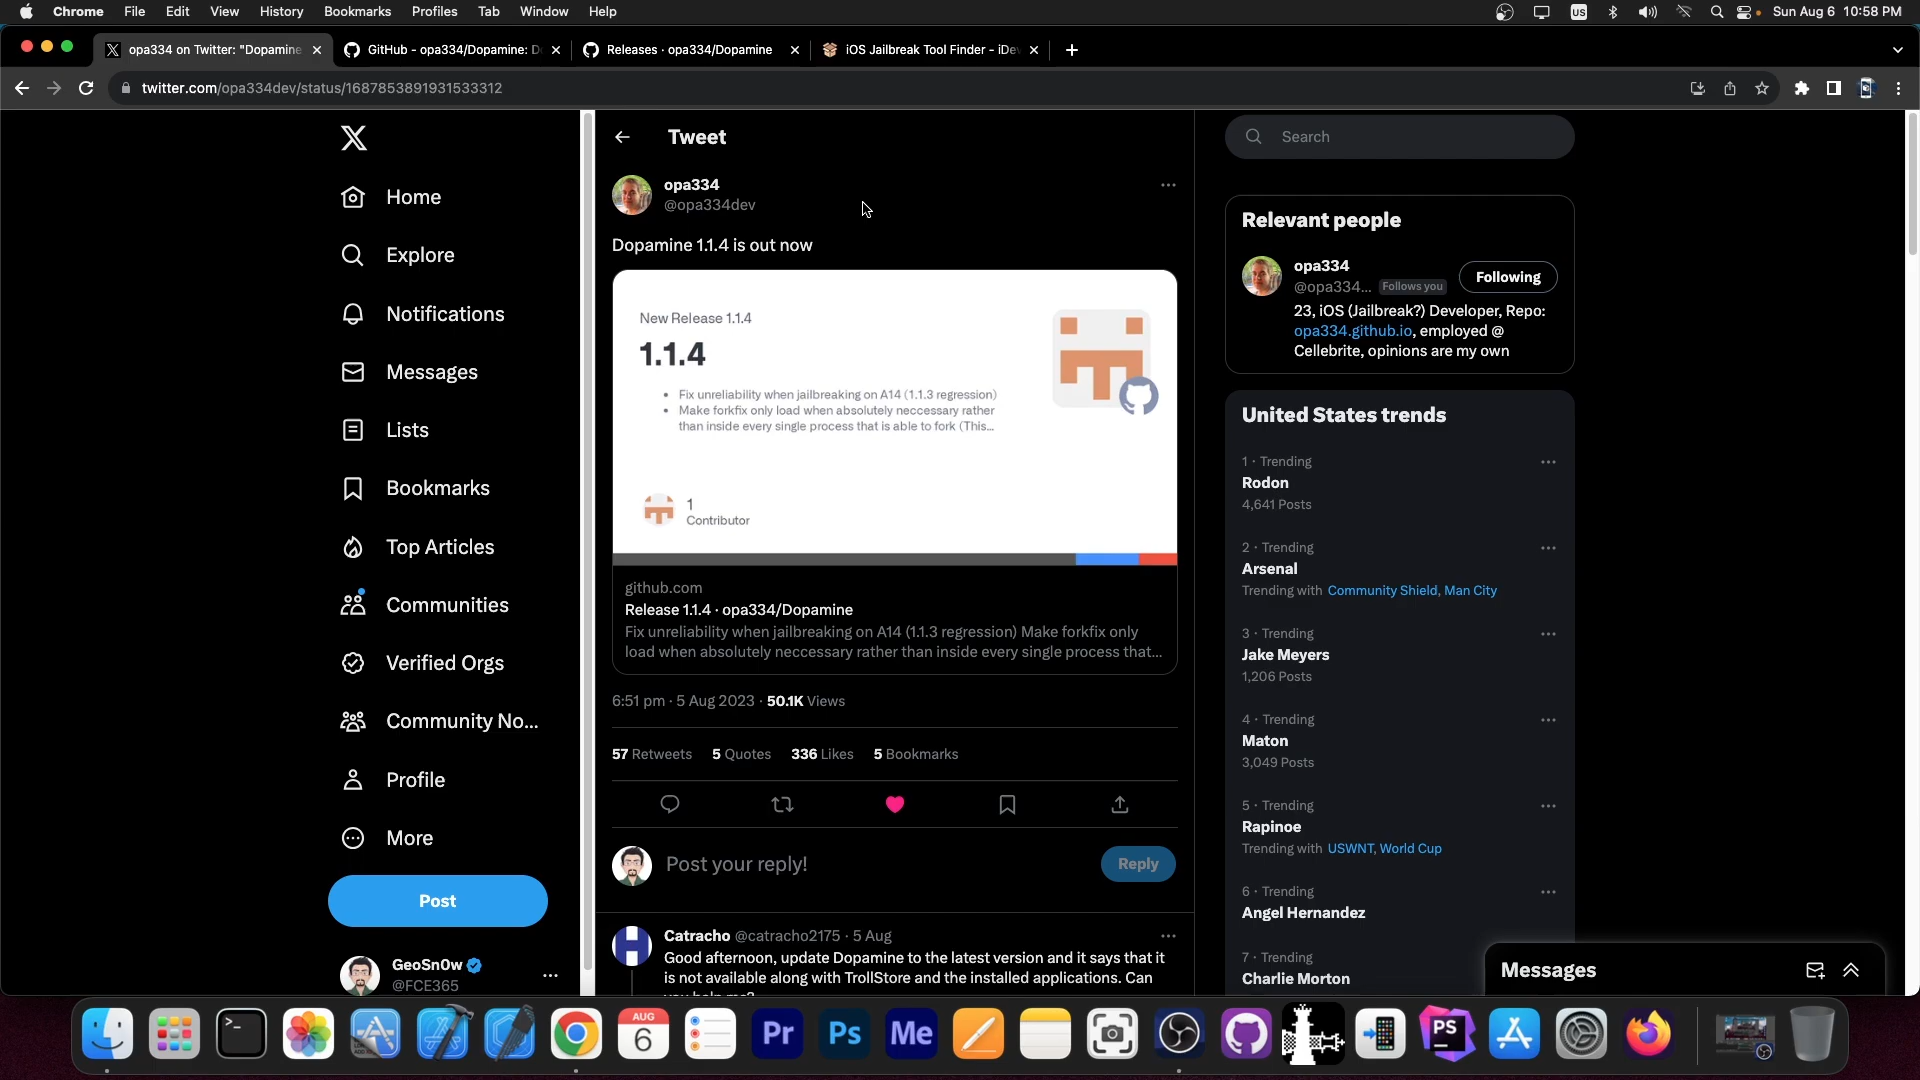 Chrome File Edit View History Bookmarks Profiles Tab Window Help
US
Sun Aug 6 10:58 PM
opa334 on Twitter: "Dopamine
GitHub - opa334/Dopamine: Do
Releases · opa334/Dopamine
iOS Jailbreak Tool Finder - iDev
twitter.com/opa334dev/status/1687853891931533312
Home
Explore
Notifications
Messages
Lists
Bookmarks
Top Articles
Communities
Verified Orgs
Community No...
Profile
More
Post
GeoSn0w
@FCE365
Tweet
opa334
@opa334dev
Dopamine 1.1.4 is out now
New Release 1.1.4
1.1.4
• Fix unreliability when jailbreaking on A14 (1.1.3 regression)
• Make forkfix only load when absolutely neccessary rather
than inside every single process that is able to fork (This...
1
Contributor
github.com
Release 1.1.4 · opa334/Dopamine
Fix unreliability when jailbreaking on A14 (1.1.3 regression) Make forkfix only
load when absolutely neccessary rather than inside every single process that...
6:51 pm · 5 Aug 2023 · 50.1K Views
57 Retweets 5 Quotes 336 Likes 5 Bookmarks
Post your reply!
Reply
Catracho @catracho2175 · 5 Aug
Good afternoon, update Dopamine to the latest version and it says that it
is not available along with TrollStore and the installed applications. Can
you help me?
Search
Relevant people
opa334
@opa334... Follows you
Following
23, iOS (Jailbreak?) Developer, Repo:
opa334.github.io, employed @
Cellebrite, opinions are my own
United States trends
1 · Trending
Rodon
4,641 Posts
2 · Trending
Arsenal
Trending with Community Shield, Man City
3 · Trending
Jake Meyers
1,206 Posts
4 · Trending
Maton
3,049 Posts
5 · Trending
Rapinoe
Trending with USWNT, World Cup
6 · Trending
Angel Hernandez
7 · Trending
Charlie Morton
Messages
AUG
6
Pr
Ps
Me
PS